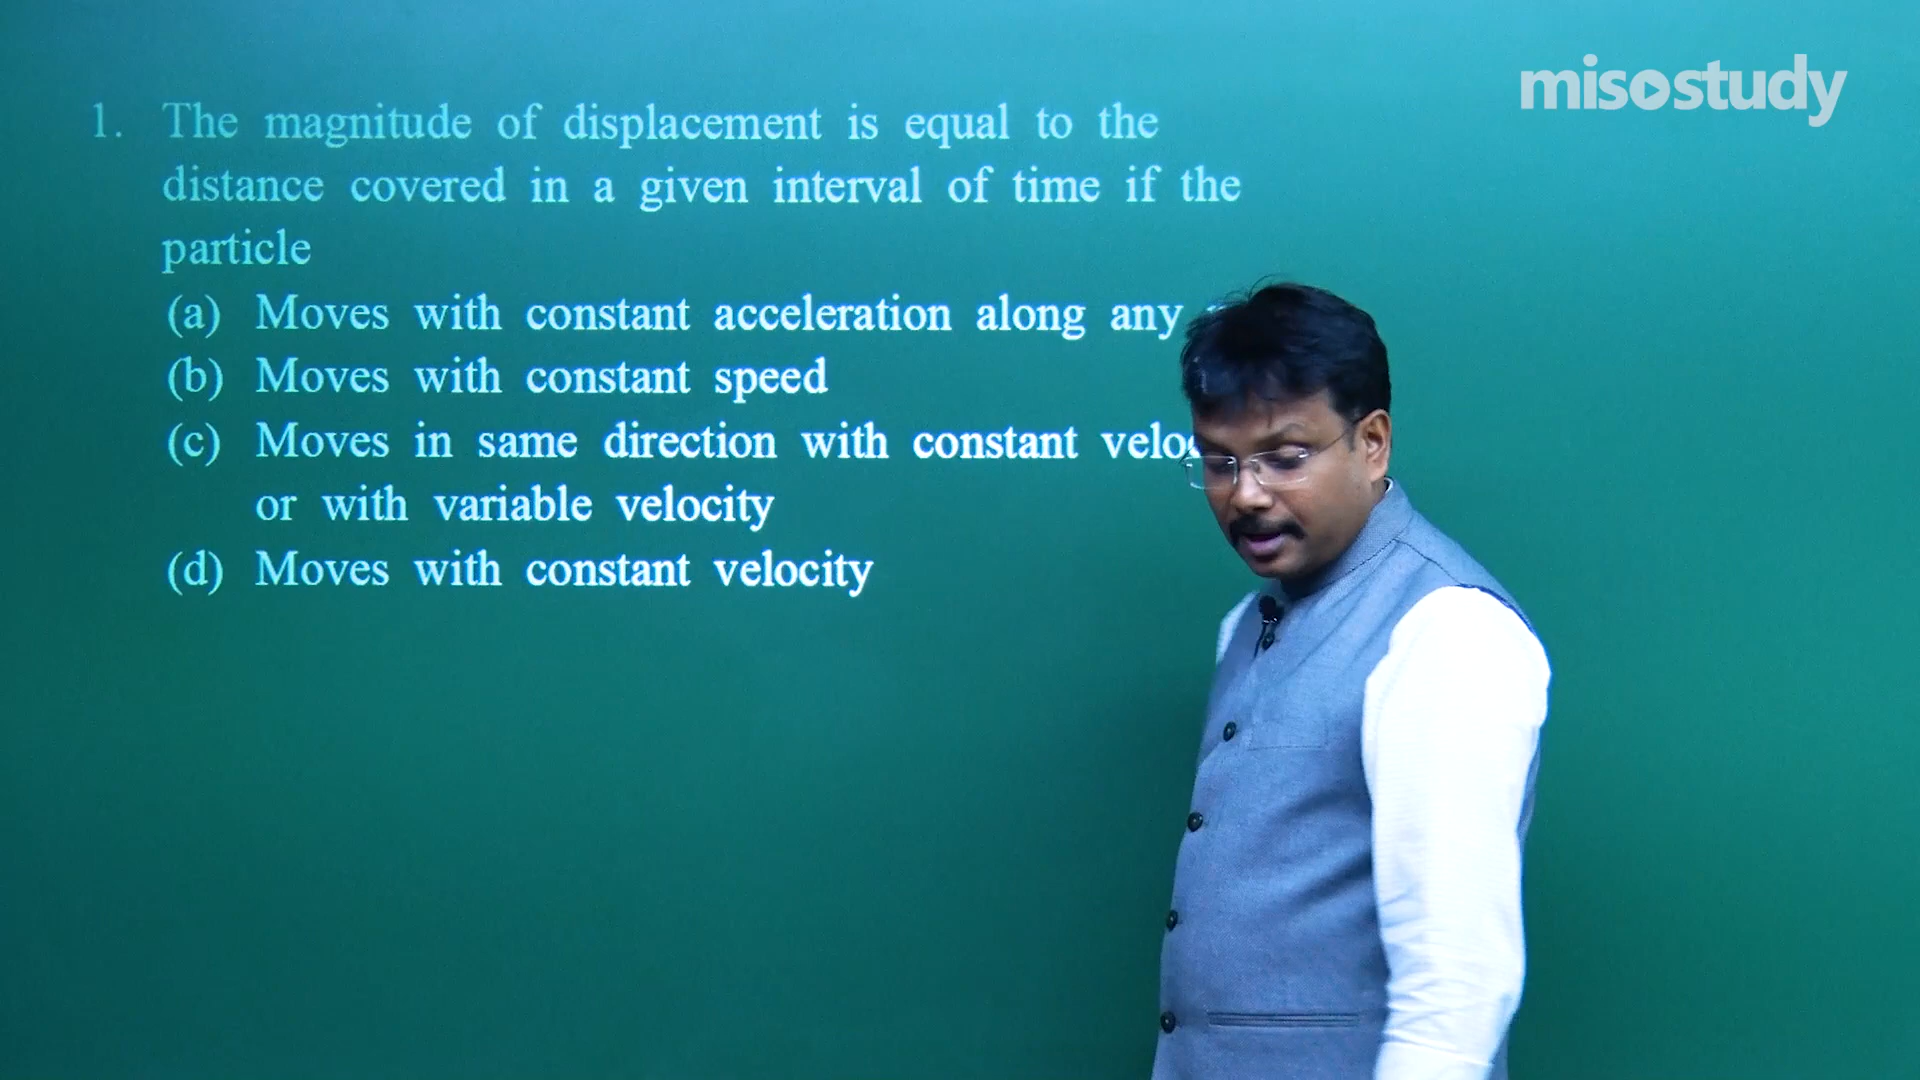 misostudy
1. The magnitude of displacement is equal to the
distance covered in a given interval of time if the
particle
(a) Moves with constant acceleration along any
(b) Moves with constant speed
(c) Moves in same direction with constant
or with variable velocity
(d) Moves with constant velocity